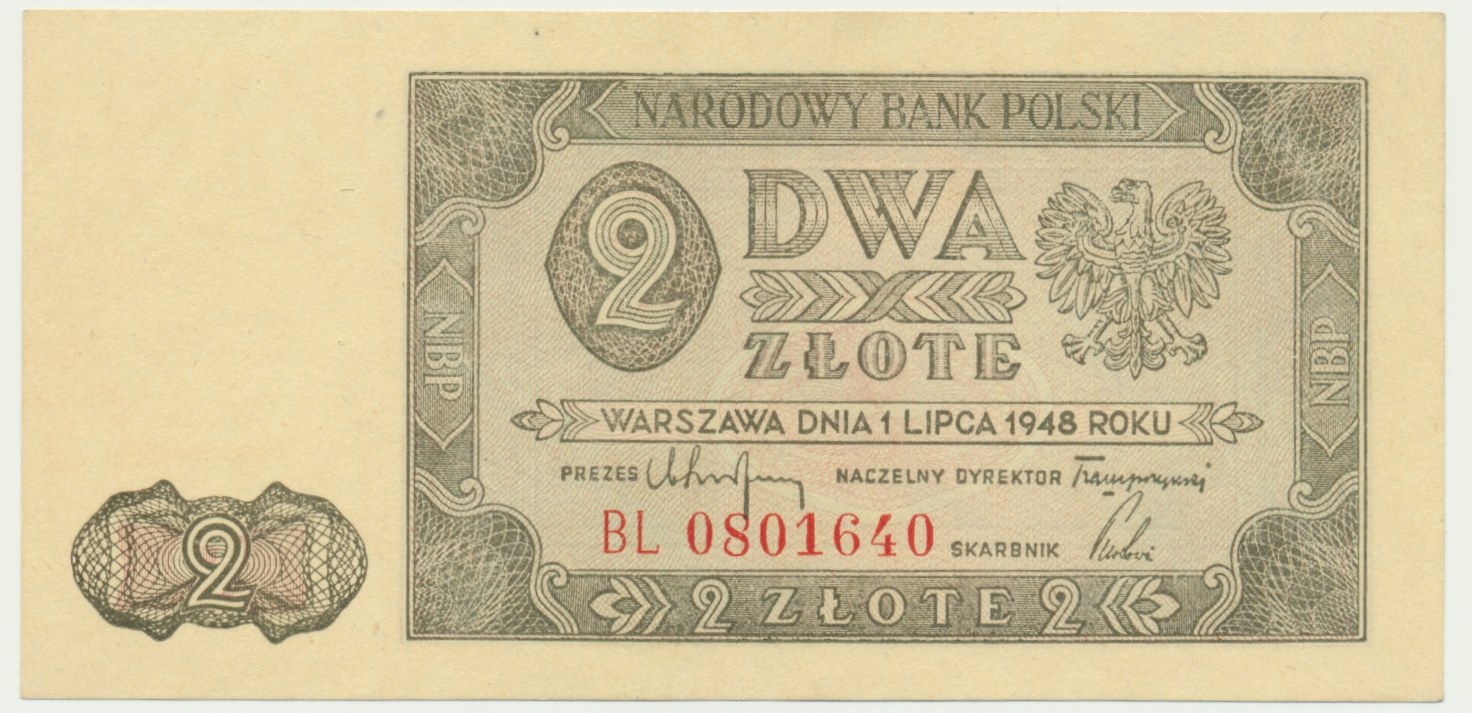 NARODOWY BANK POLSKI
2 DWA
ZŁOTE
NBP
NBP
WARSZAWA DNIA 1 LIPCA 1948 ROKU
PREZES NACZELNY DYREKTOR
BL 0801640 SKARBNIK
2
2 ZŁOTE 2